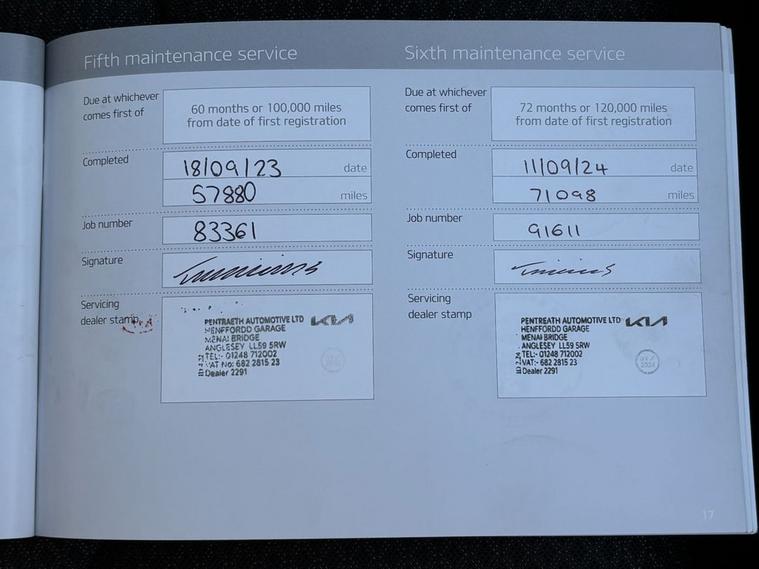 Fifth maintenance service
Due at whichever
comes first of
60 months or 100,000 miles
from date of first registration
Completed
18/09/23 date
57880 miles
Job number
83361
Signature
Servicing
dealer stamp
PENTRAETH AUTOMOTIVE LTD KIA
HENFFORDD GARAGE
MENAI BRIDGE
ANGLESEY LL59 5RW
TEL:- 01248 712002
VAT No: 682 2815 23
Dealer 2291
Sixth maintenance service
Due at whichever
comes first of
72 months or 120,000 miles
from date of first registration
Completed
11/09/24 date
71098 miles
Job number
91611
Signature
Servicing
dealer stamp
PENTREATH AUTOMOTIVE LTD KIA
HENFFORDD GARAGE
MENAI BRIDGE
ANGLESEY LL59 5RW
TEL:- 01248 712002
VAT:- 682 2815 23
Dealer 2291
17